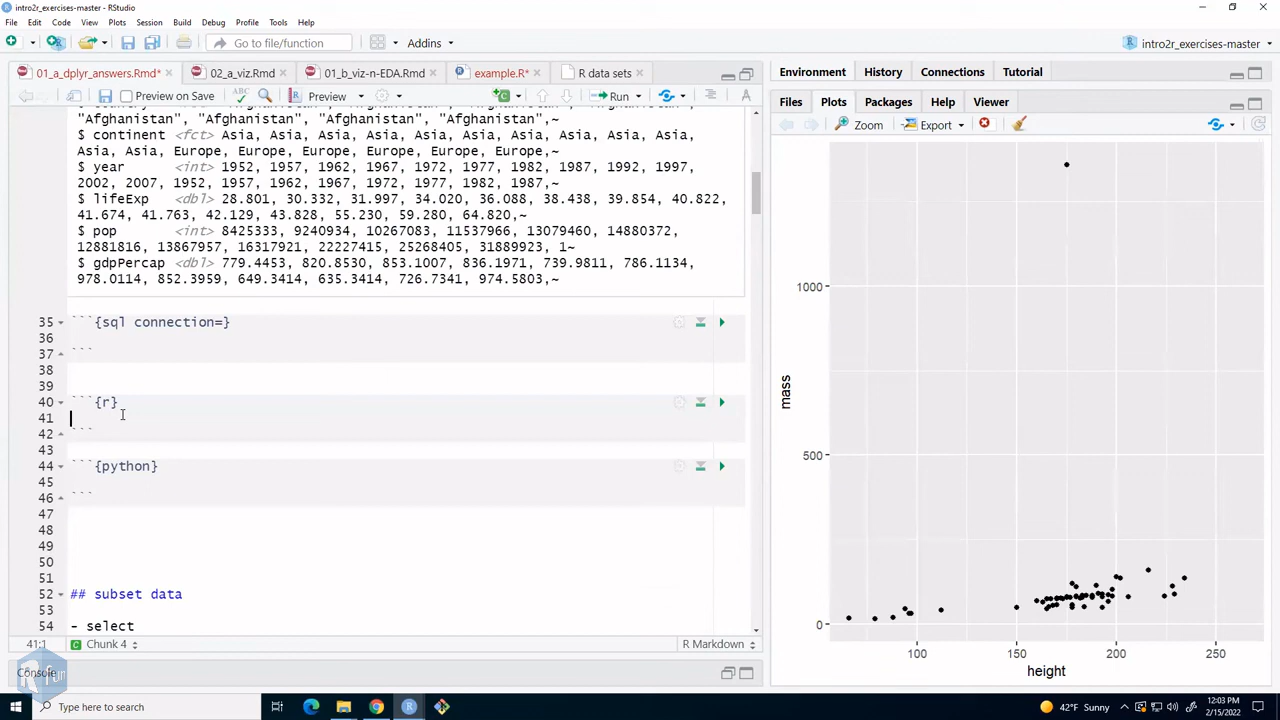 intro2r_exercises-master - RStudio
File Edit Code View Plots Session Build Debug Profile Tools Help
Go to file/function
Addins
intro2r_exercises-master
01_a_dplyr_answers.Rmd*
02_a_viz.Rmd
01_b_viz-n-EDA.Rmd
example.R*
R data sets
Preview on Save
Preview
Run
"Afghanistan", "Afghanistan", "Afghanistan", "Afghanistan",~
$ continent <fct> Asia, Asia, Asia, Asia, Asia, Asia, Asia, Asia, Asia, Asia,
Asia, Asia, Europe, Europe, Europe, Europe, Europe, Europe, Europe,~
$ year <int> 1952, 1957, 1962, 1967, 1972, 1977, 1982, 1987, 1992, 1997,
2002, 2007, 1952, 1957, 1962, 1967, 1972, 1977, 1982, 1987,~
$ lifeExp <dbl> 28.801, 30.332, 31.997, 34.020, 36.088, 38.438, 39.854, 40.822,
41.674, 41.763, 42.129, 43.828, 55.230, 59.280, 64.820,~
$ pop <int> 8425333, 9240934, 10267083, 11537966, 13079460, 14880372,
12881816, 13867957, 16317921, 22227415, 25268405, 31889923, 1~
$ gdpPercap <dbl> 779.4453, 820.8530, 853.1007, 836.1971, 739.9811, 786.1134,
978.0114, 852.3959, 649.3414, 635.3414, 726.7341, 974.5803,~
35 ```{sql connection=}
36
37 ```
38
39
40 ```{r}
41
42 ```
43
44 ```{python}
45
46 ```
47
48
49
50
51
52 ## subset data
53
54 - select
41:1 Chunk 4 R Markdown
Console
R fun
Environment History Connections Tutorial
Files Plots Packages Help Viewer
Zoom Export
mass
1000
500
0
100 150 200 250
height
Type here to search
42°F Sunny
12:03 PM
2/15/2022